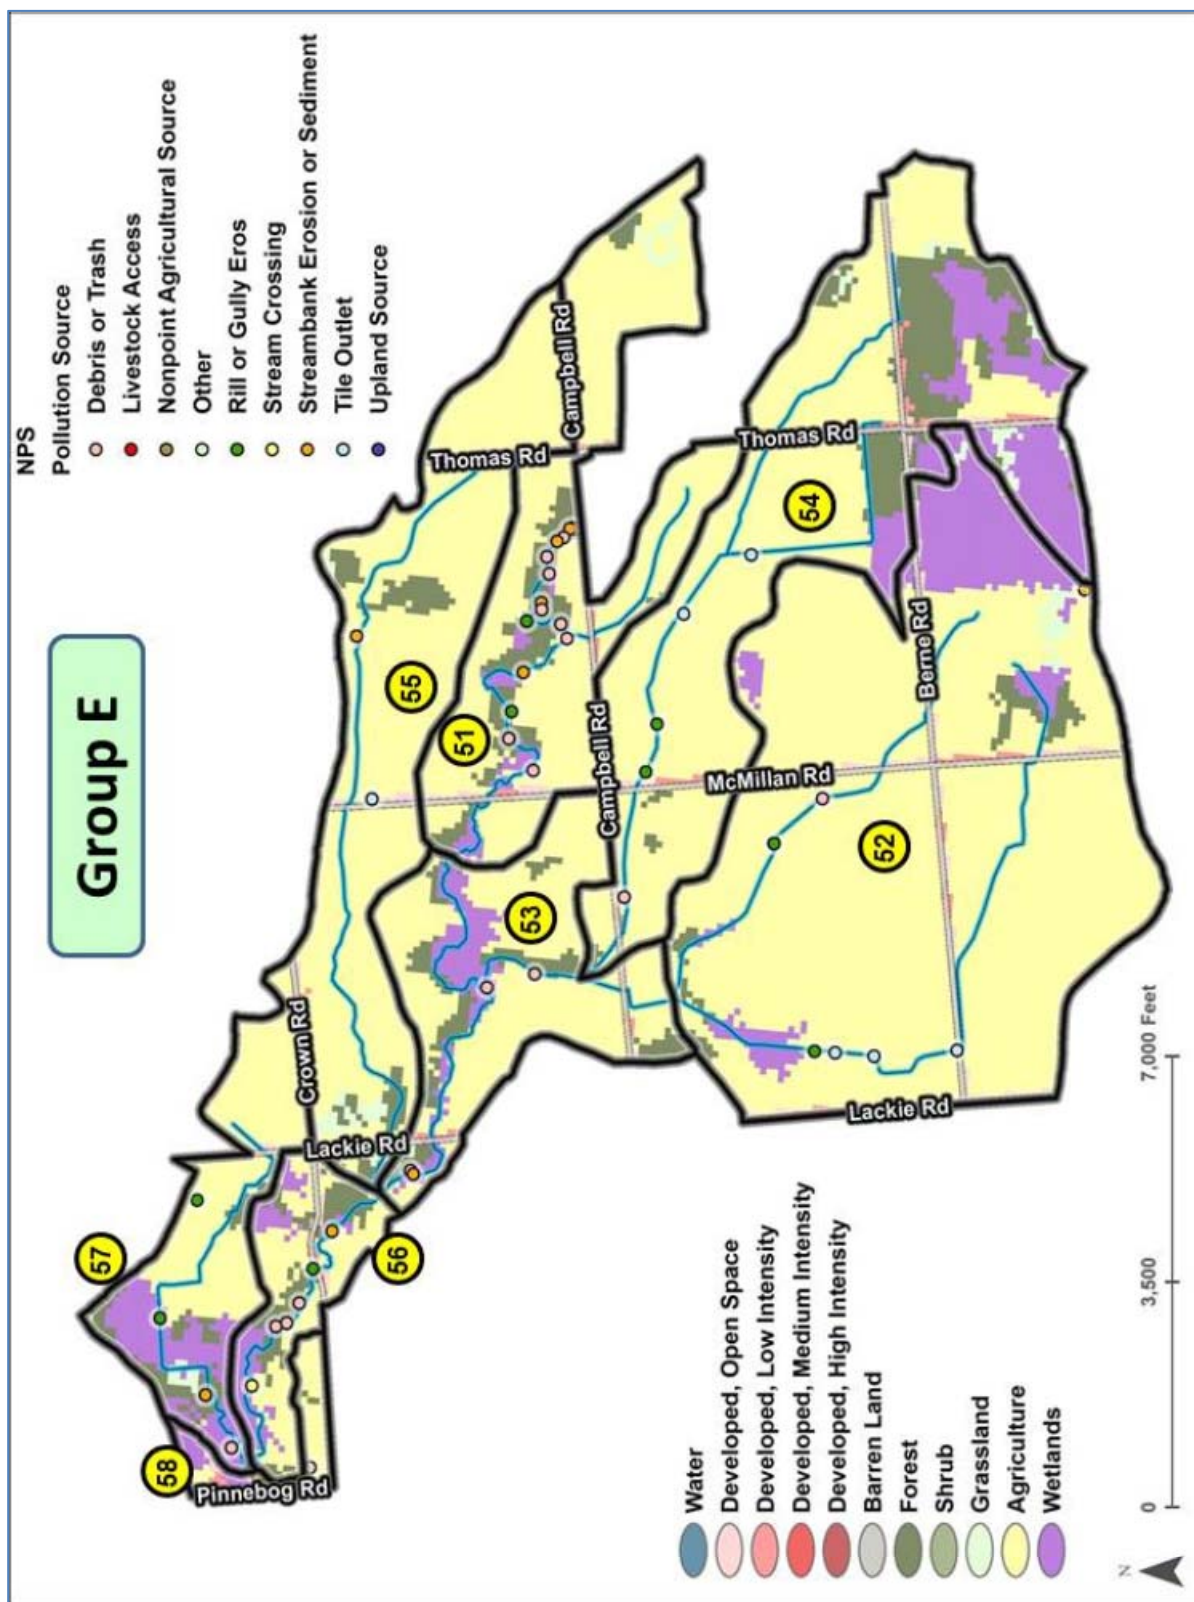 Group E
NPS
Pollution Source
Debris or Trash
Livestock Access
Nonpoint Agricultural Source
Other
Rill or Gully Eros
Stream Crossing
Streambank Erosion or Sediment
Tile Outlet
Upland Source
57
58
Pinnebog Rd
56
Lackie Rd
Crown Rd
55
51
Thomas Rd
Campbell Rd
53
Campbell Rd
McMillan Rd
Thomas Rd
54
52
Berne Rd
Lackie Rd
Water
Developed, Open Space
Developed, Low Intensity
Developed, Medium Intensity
Developed, High Intensity
Barren Land
Forest
Shrub
Grassland
Agriculture
Wetlands
N
0 3,500 7,000 Feet